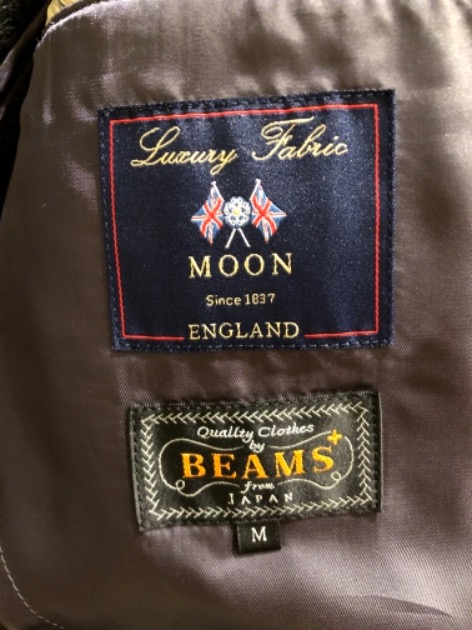 Luxury Fabric
MOON
Since 1837
ENGLAND
Quality Clothes
by
BEAMS+
from
JAPAN
M